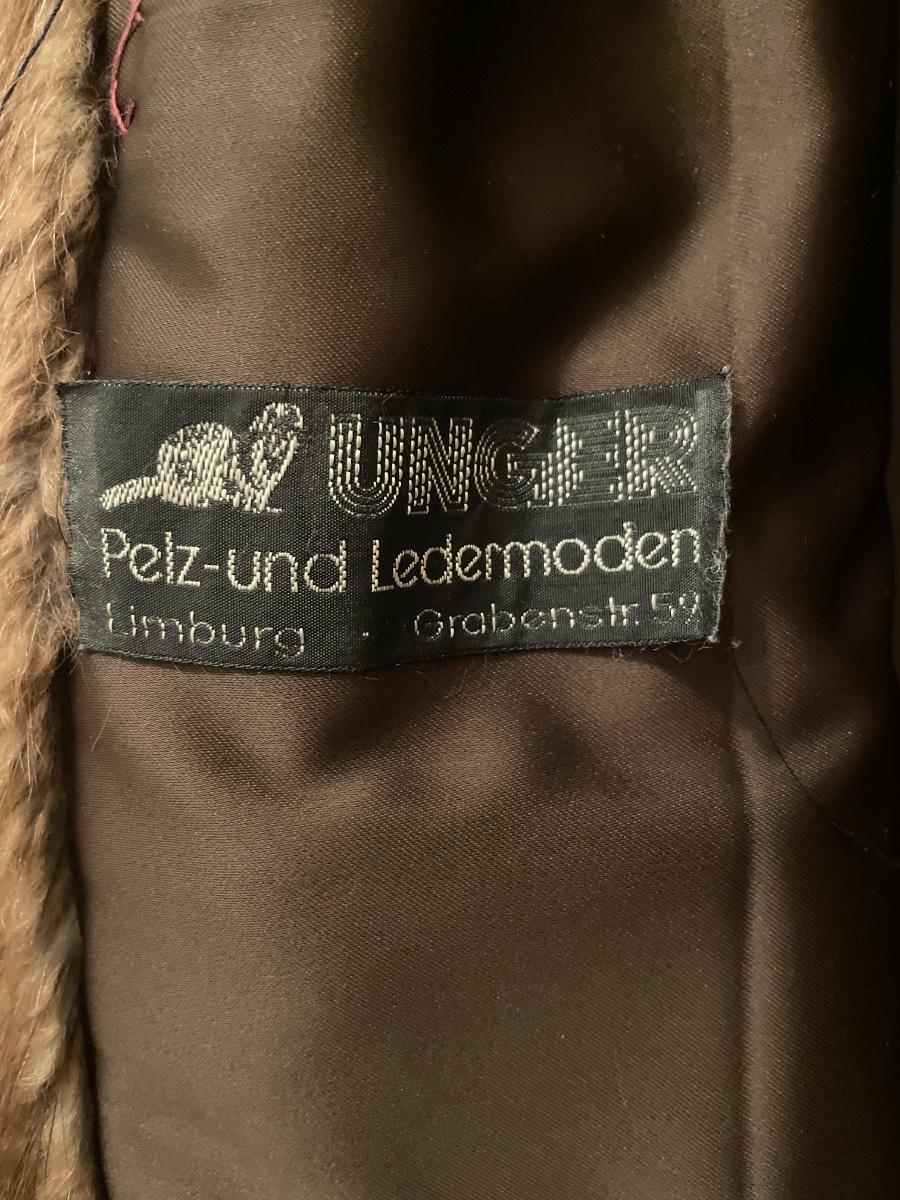 UNGER
Pelz-und Ledermoden
Limburg · Grabenstr. 59